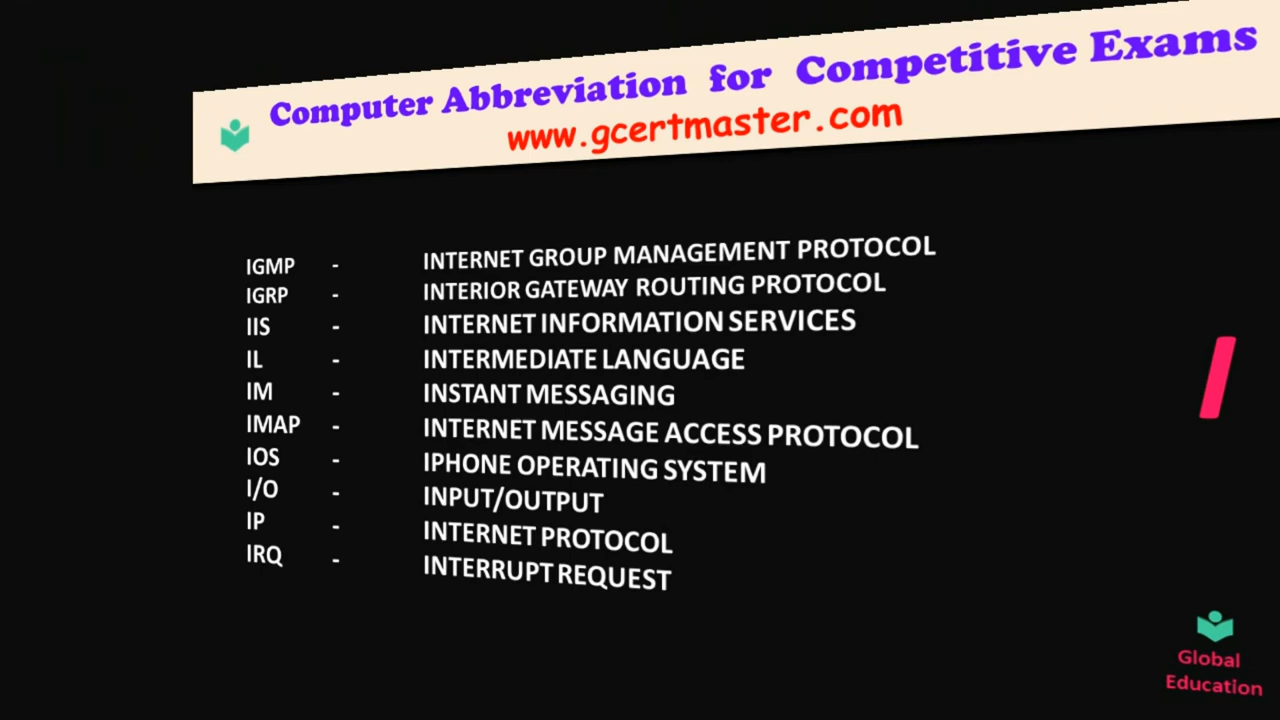 Computer Abbreviation for Competitive Exams
www.gcertmaster.com
IGMP - INTERNET GROUP MANAGEMENT PROTOCOL
IGRP - INTERIOR GATEWAY ROUTING PROTOCOL
IIS - INTERNET INFORMATION SERVICES
IL - INTERMEDIATE LANGUAGE
IM - INSTANT MESSAGING
IMAP - INTERNET MESSAGE ACCESS PROTOCOL
IOS - IPHONE OPERATING SYSTEM
I/O - INPUT/OUTPUT
IP - INTERNET PROTOCOL
IRQ - INTERRUPT REQUEST
I
Global
Education